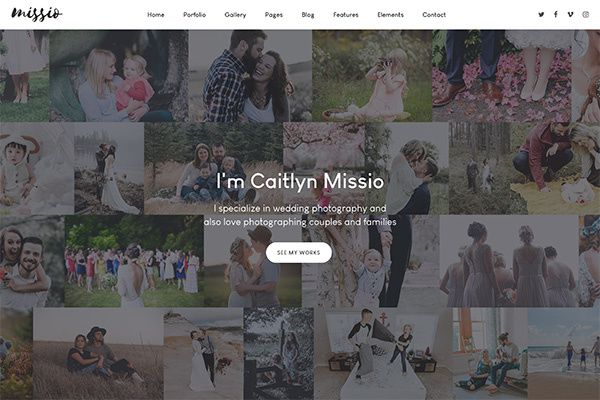 missio
Home Porfolio Gallery Pages Blog Features Elements Contact
I'm Caitlyn Missio
I specialize in wedding photography and
also love photographing couples and families
SEE MY WORKS